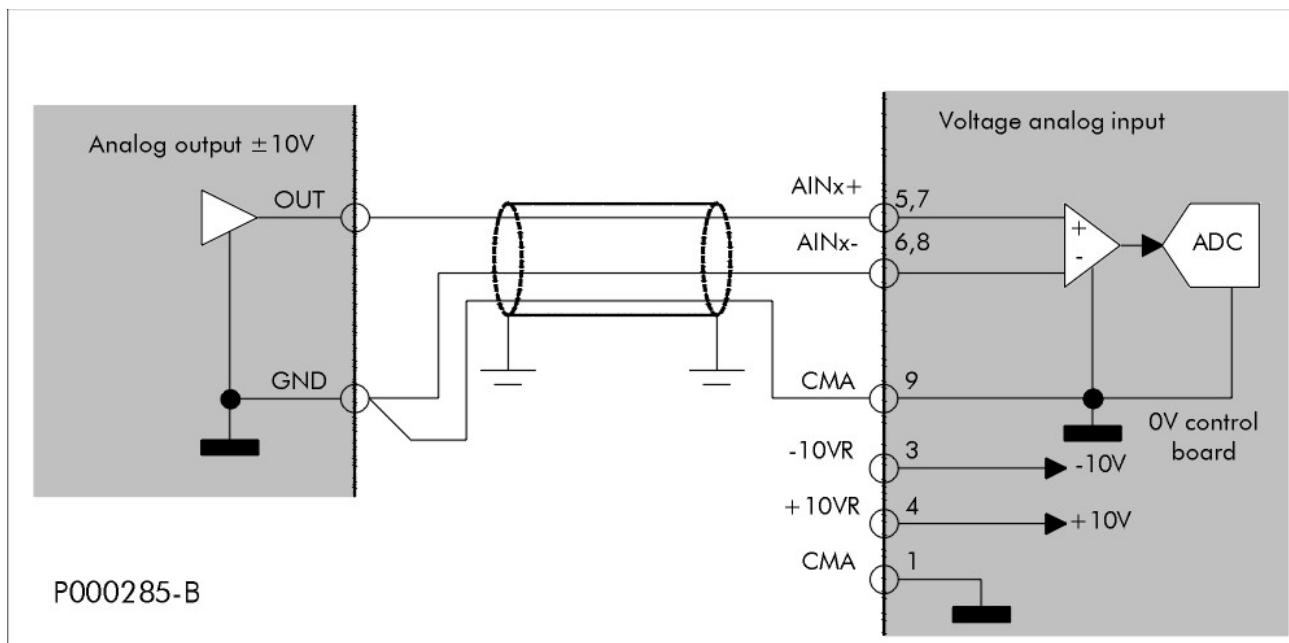 Analog output ±10V
OUT
GND
Voltage analog input
AINx+
5,7
AINx-
6,8
+
-
ADC
CMA
9
0V control
board
-10VR
3
-10V
+10VR
4
+10V
CMA
1
P000285-B